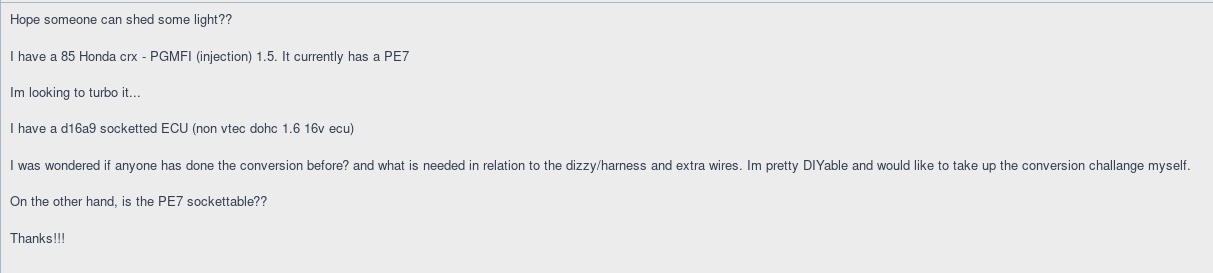 Hope someone can shed some light??
I have a 85 Honda crx - PGMFI (injection) 1.5. It currently has a PE7
Im looking to turbo it...
I have a d16a9 socketted ECU (non vtec dohc 1.6 16v ecu)
I was wondered if anyone has done the conversion before? and what is needed in relation to the dizzy/harness and extra wires. Im pretty DIYable and would like to take up the conversion challange myself.
On the other hand, is the PE7 sockettable??
Thanks!!!